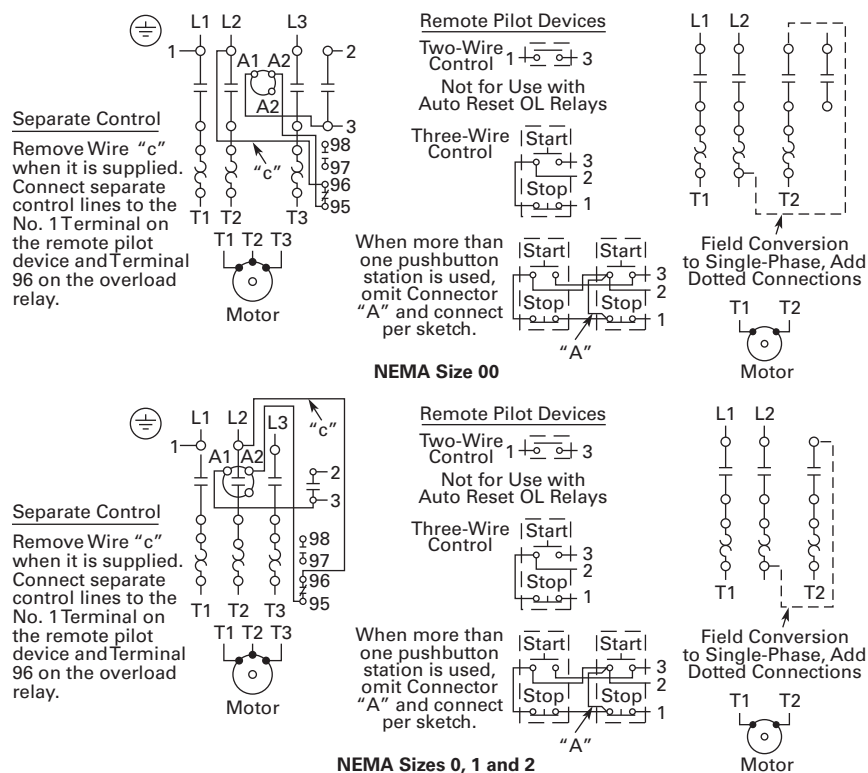 L1 L2 L3
1
2
A1 A2
A2
3
98
97
96
95
"c"
T1 T2 T3
T1 T2 T3
Motor
Separate Control
Remove Wire "c"
when it is supplied.
Connect separate
control lines to the
No. 1 Terminal on
the remote pilot
device and Terminal
96 on the overload
relay.
Remote Pilot Devices
Two-Wire
Control
1 3
Not for Use with
Auto Reset OL Relays
Three-Wire
Control
Start
3
2
Stop
1
When more than
one pushbutton
station is used,
omit Connector
"A" and connect
per sketch.
Start Start
3
2
Stop Stop
1
"A"
L1 L2
T1 T2
Field Conversion
to Single-Phase, Add
Dotted Connections
T1 T2
Motor
NEMA Size 00
L1 L2 L3
"c"
1
A1 A2
2
3
98
97
96
95
T1 T2 T3
T1 T2 T3
Motor
Separate Control
Remove Wire "c"
when it is supplied.
Connect separate
control lines to the
No. 1 Terminal on
the remote pilot
device and Terminal
96 on the overload
relay.
Remote Pilot Devices
Two-Wire
Control
1 3
Not for Use with
Auto Reset OL Relays
Three-Wire
Control
Start
3
2
Stop
1
When more than
one pushbutton
station is used,
omit Connector
"A" and connect
per sketch.
Start Start
3
2
Stop Stop
1
"A"
L1 L2
T1 T2
Field Conversion
to Single-Phase, Add
Dotted Connections
T1 T2
Motor
NEMA Sizes 0, 1 and 2